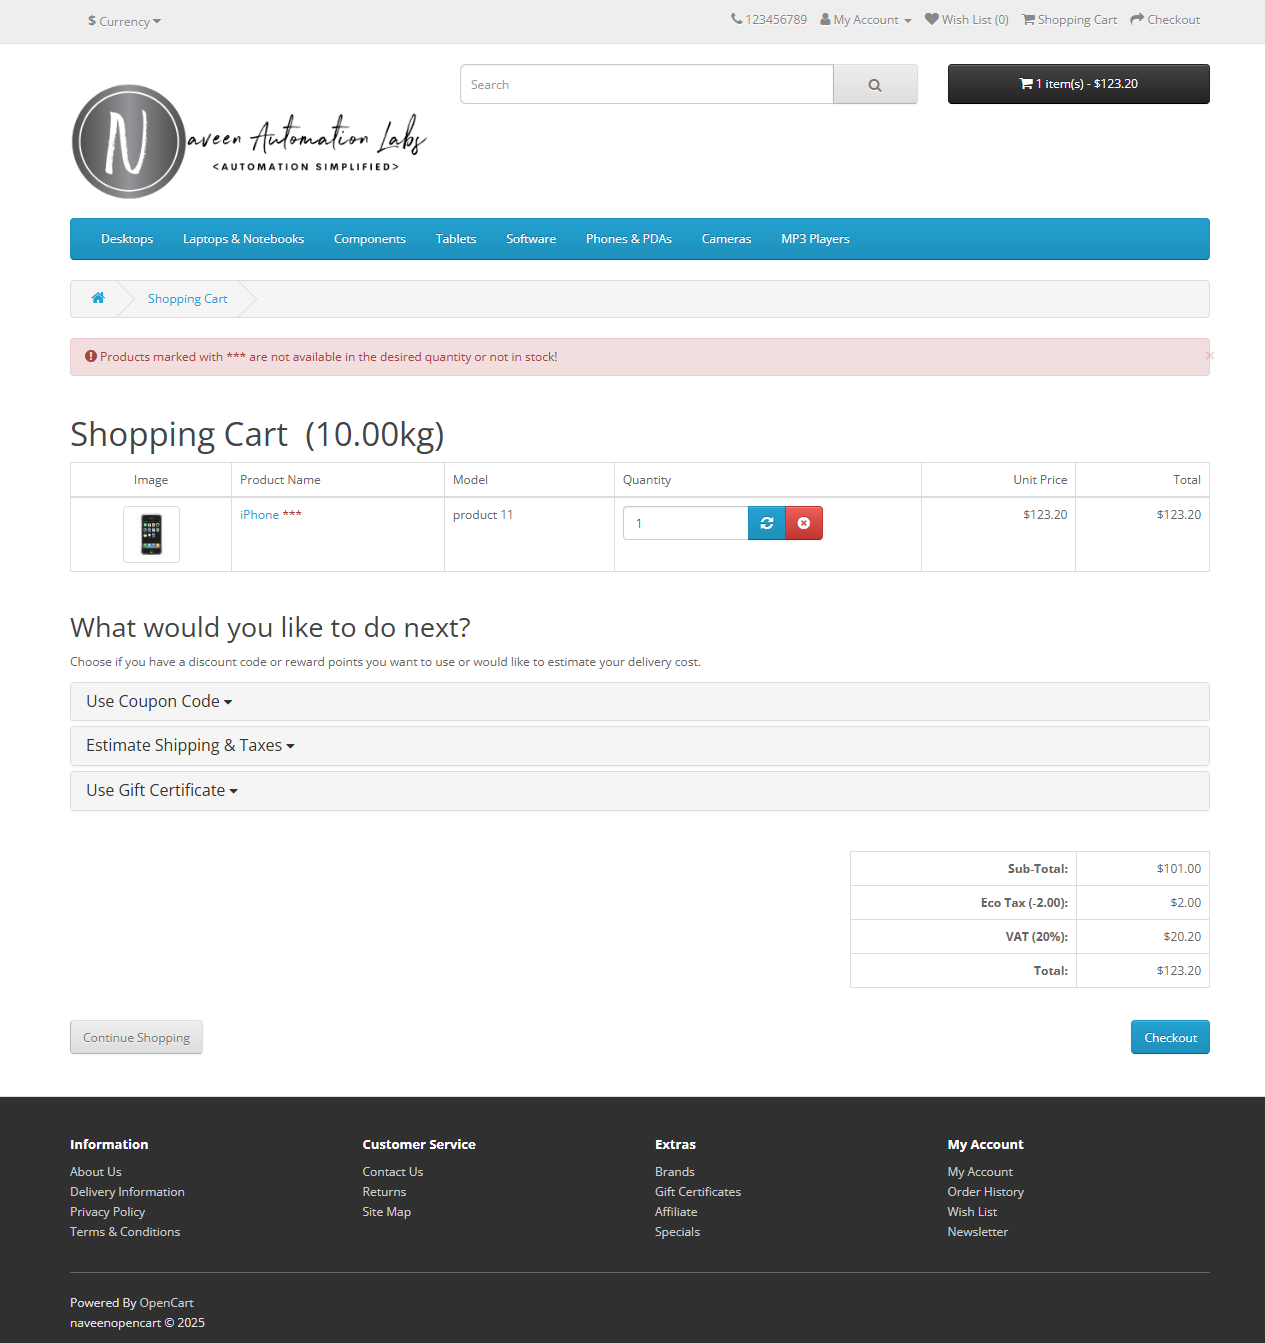 $ Currency
123456789 My Account Wish List (0) Shopping Cart Checkout
Search
1 item(s) - $123.20
N
aveen Automation Labs
<AUTOMATION SIMPLIFIED>
Desktops Laptops & Notebooks Components Tablets Software Phones & PDAs Cameras MP3 Players
Shopping Cart
Products marked with *** are not available in the desired quantity or not in stock!
×
Shopping Cart (10.00kg)
Image Product Name Model Quantity Unit Price Total
iPhone *** product 11 1 $123.20 $123.20
What would you like to do next?
Choose if you have a discount code or reward points you want to use or would like to estimate your delivery cost.
Use Coupon Code
Estimate Shipping & Taxes
Use Gift Certificate
Sub-Total: $101.00
Eco Tax (-2.00): $2.00
VAT (20%): $20.20
Total: $123.20
Continue Shopping
Checkout
Information Customer Service Extras My Account
About Us Contact Us Brands My Account
Delivery Information Returns Gift Certificates Order History
Privacy Policy Site Map Affiliate Wish List
Terms & Conditions Specials Newsletter
Powered By OpenCart
naveenopencart © 2025